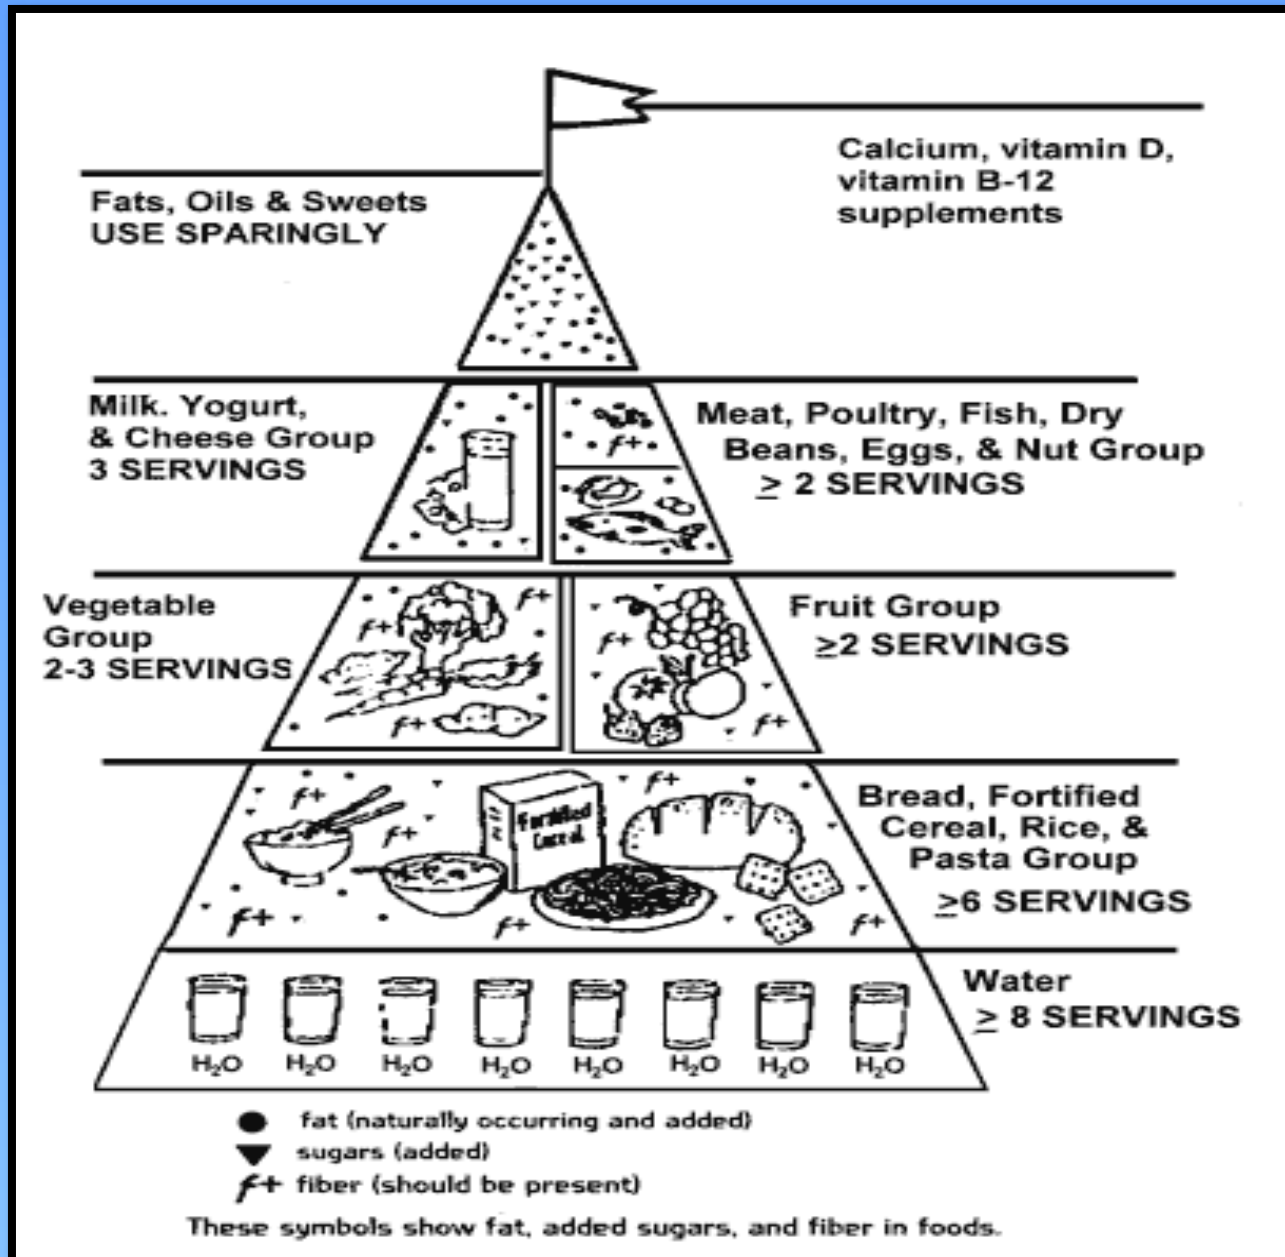 Calcium, vitamin D,
vitamin B-12
supplements
Fats, Oils & Sweets
USE SPARINGLY
Milk. Yogurt,
& Cheese Group
3 SERVINGS
Meat, Poultry, Fish, Dry
Beans, Eggs, & Nut Group
≥ 2 SERVINGS
f+
Vegetable
Group
2-3 SERVINGS
f+
f+
f+
Fruit Group
≥2 SERVINGS
f+
f+
Bread, Fortified
Cereal, Rice, &
Pasta Group
≥6 SERVINGS
f+
f+
f+
Fortified
Cereal
f+
f+
f+
Water
≥ 8 SERVINGS
H₂O H₂O H₂O H₂O H₂O H₂O H₂O H₂O
fat (naturally occurring and added)
sugars (added)
f+ fiber (should be present)
These symbols show fat, added sugars, and fiber in foods.